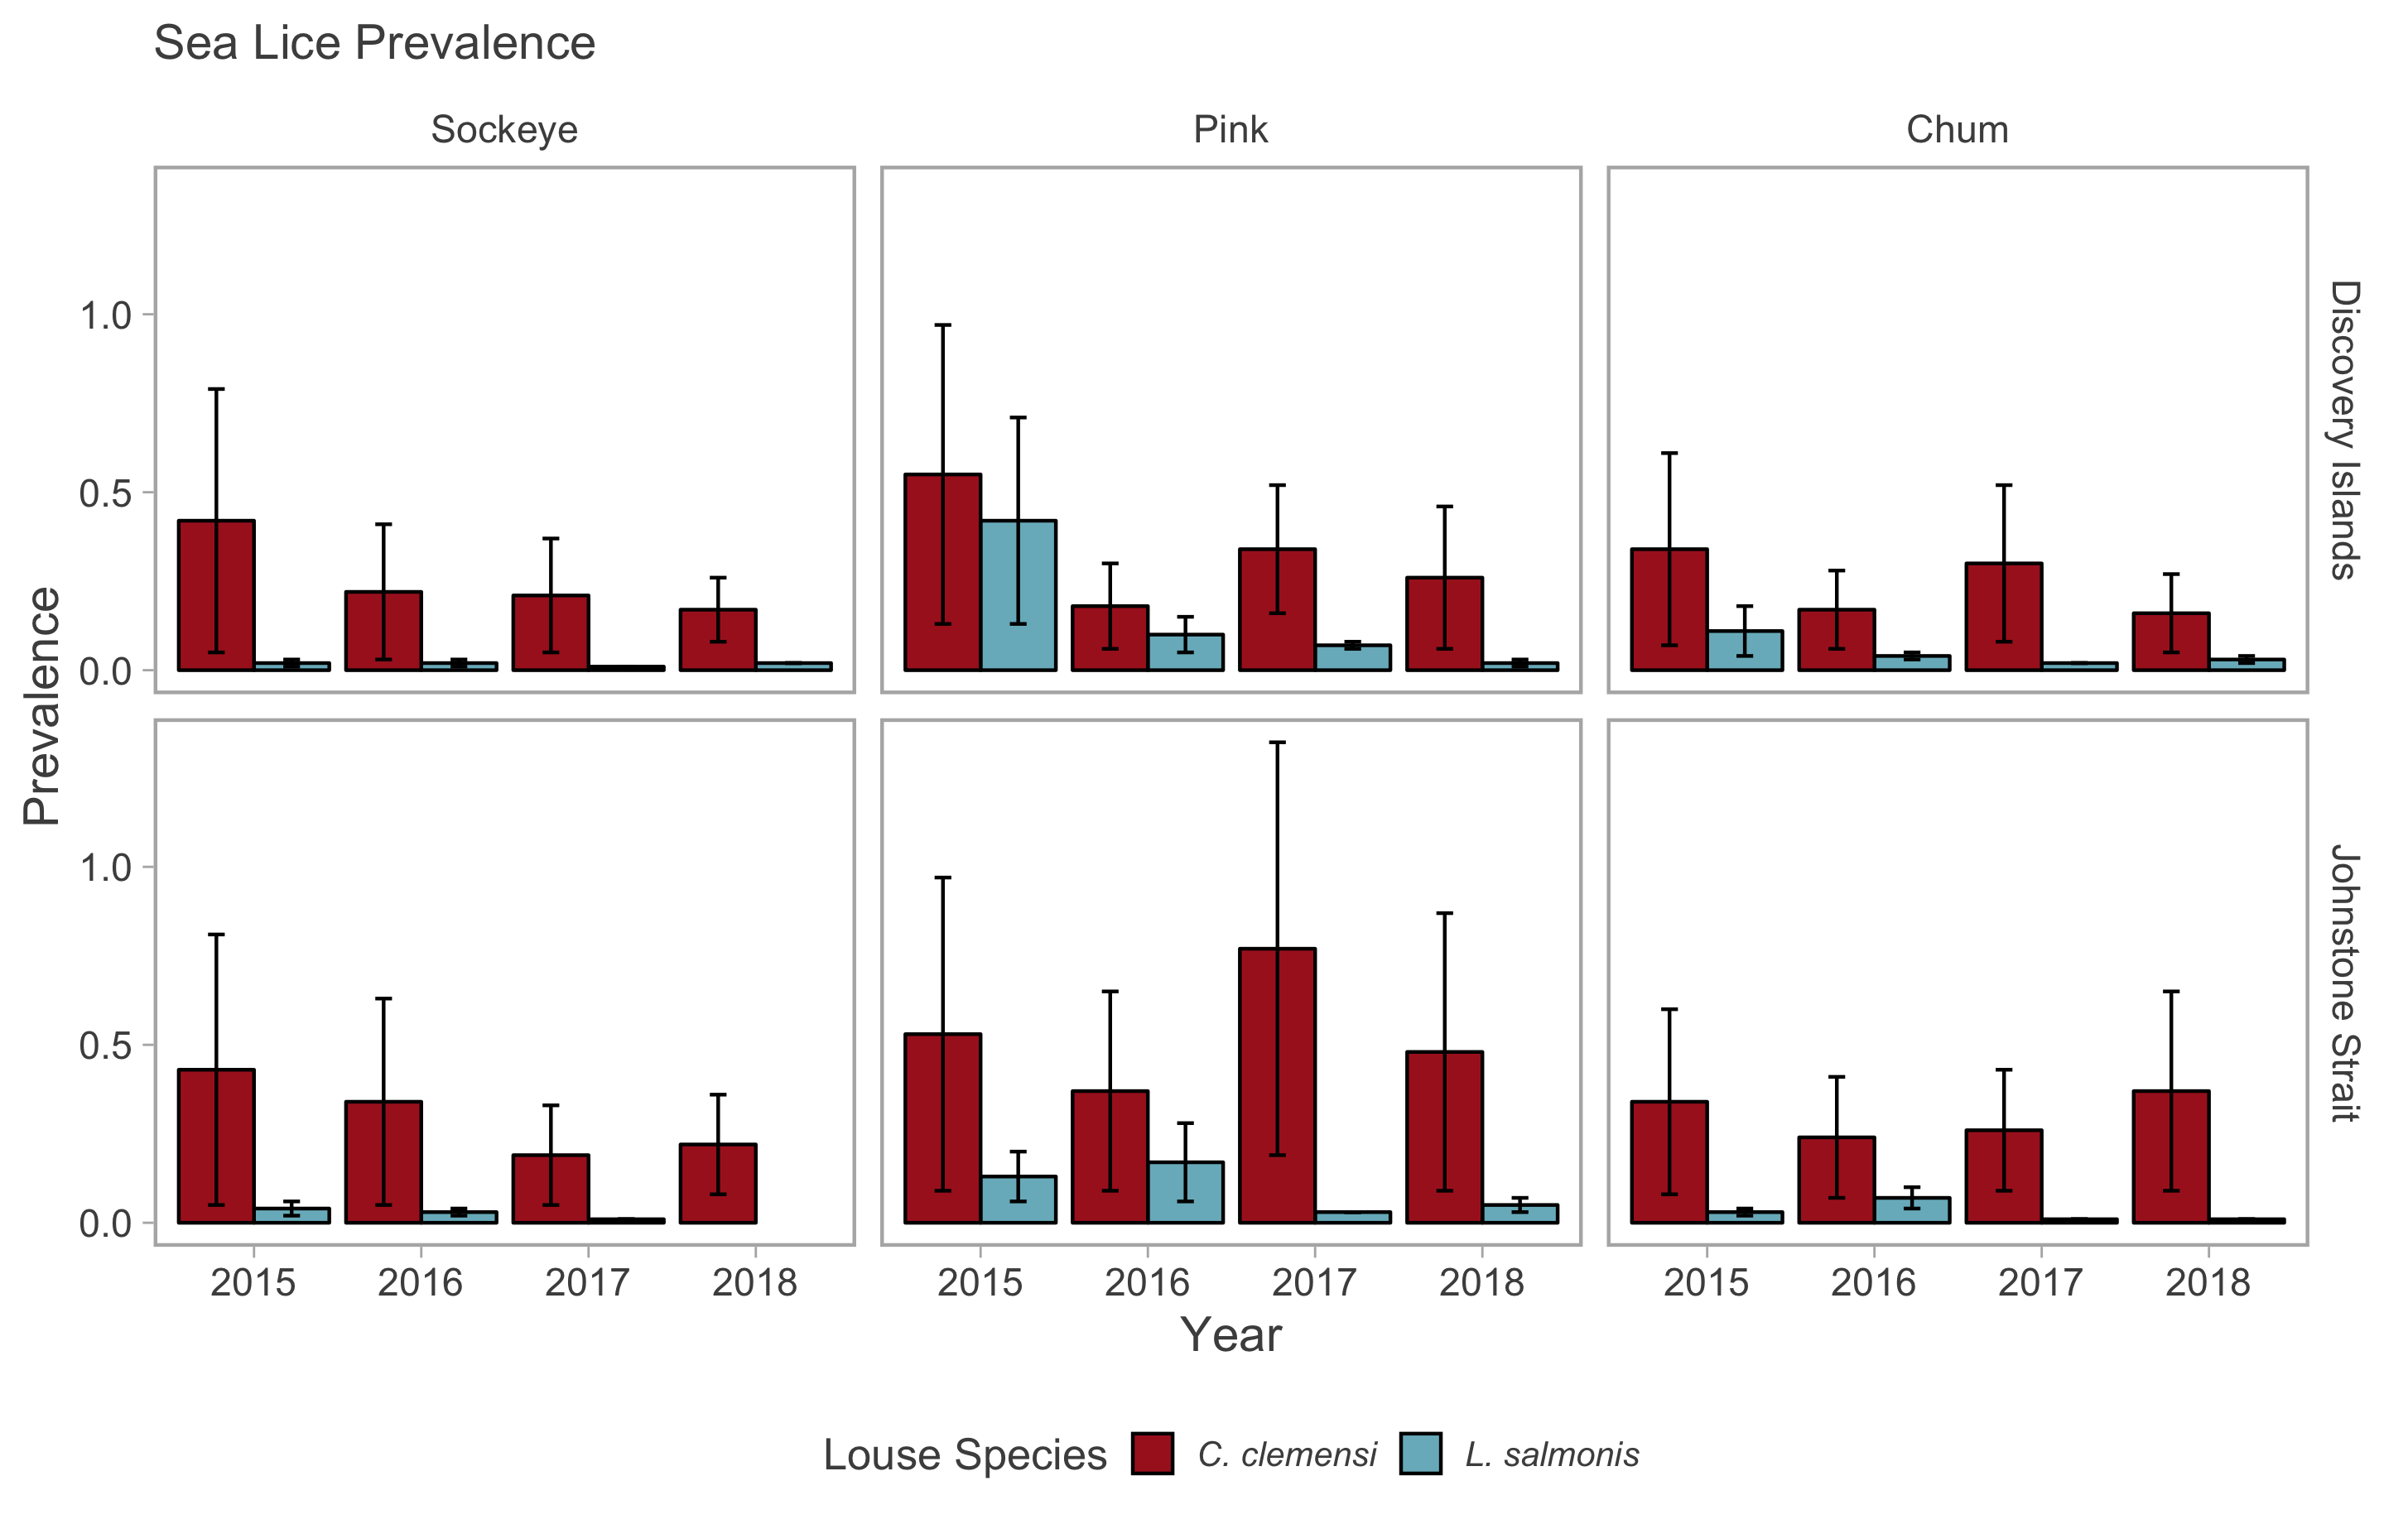 Sea Lice Prevalence
Sockeye
Pink
Chum
1.0
0.5
0.0
Discovery Islands
Prevalence
1.0
0.5
0.0
Johnstone Strait
2015 2016 2017 2018
2015 2016 2017 2018
2015 2016 2017 2018
Year
Louse Species C. clemensi L. salmonis